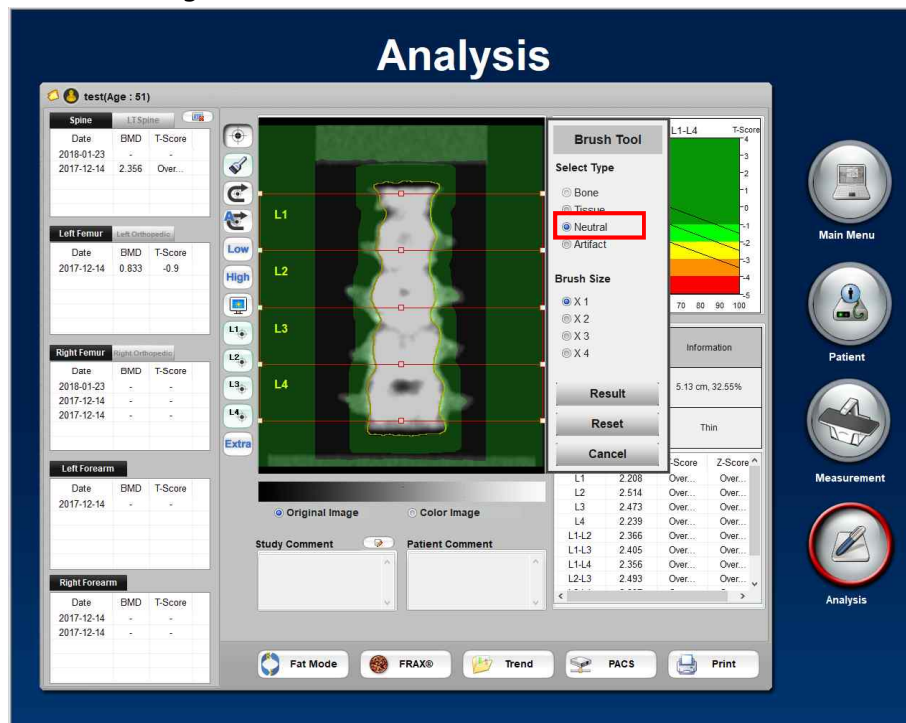 Analysis
test(Age : 51)
Spine LTSpine
Date BMD T-Score
2018-01-23 - -
2017-12-14 2.356 Over...
Left Femur Left Orthopedic
Date BMD T-Score
2017-12-14 0.833 -0.9
Right Femur Right Orthopedic
Date BMD T-Score
2018-01-23 - -
2017-12-14 - -
2017-12-14 - -
Left Forearm
Date BMD T-Score
2017-12-14 - -
Right Forearm
Date BMD T-Score
2017-12-14 - -
2017-12-14 - -
Low
High
L1
L2
L3
L4
Extra
L1
L2
L3
L4
Original Image Color Image
Study Comment Patient Comment
Brush Tool
Select Type
Bone
Tissue
Neutral
Artifact
Brush Size
X 1
X 2
X 3
X 4
Result
Reset
Cancel
L1-L4 T-Score
4
-3
-2
-1
-0
-1
-2
-3
-4
-5
70 80 90 100
Information
5.13 cm, 32.55%
Thin
-Score Z-Score
L1 2.208 Over... Over...
L2 2.514 Over... Over...
L3 2.473 Over... Over...
L4 2.239 Over... Over...
L1-L2 2.366 Over... Over...
L1-L3 2.405 Over... Over...
L1-L4 2.356 Over... Over...
L2-L3 2.493 Over... Over...
Fat Mode FRAX® Trend PACS Print
Main Menu
Patient
Measurement
Analysis